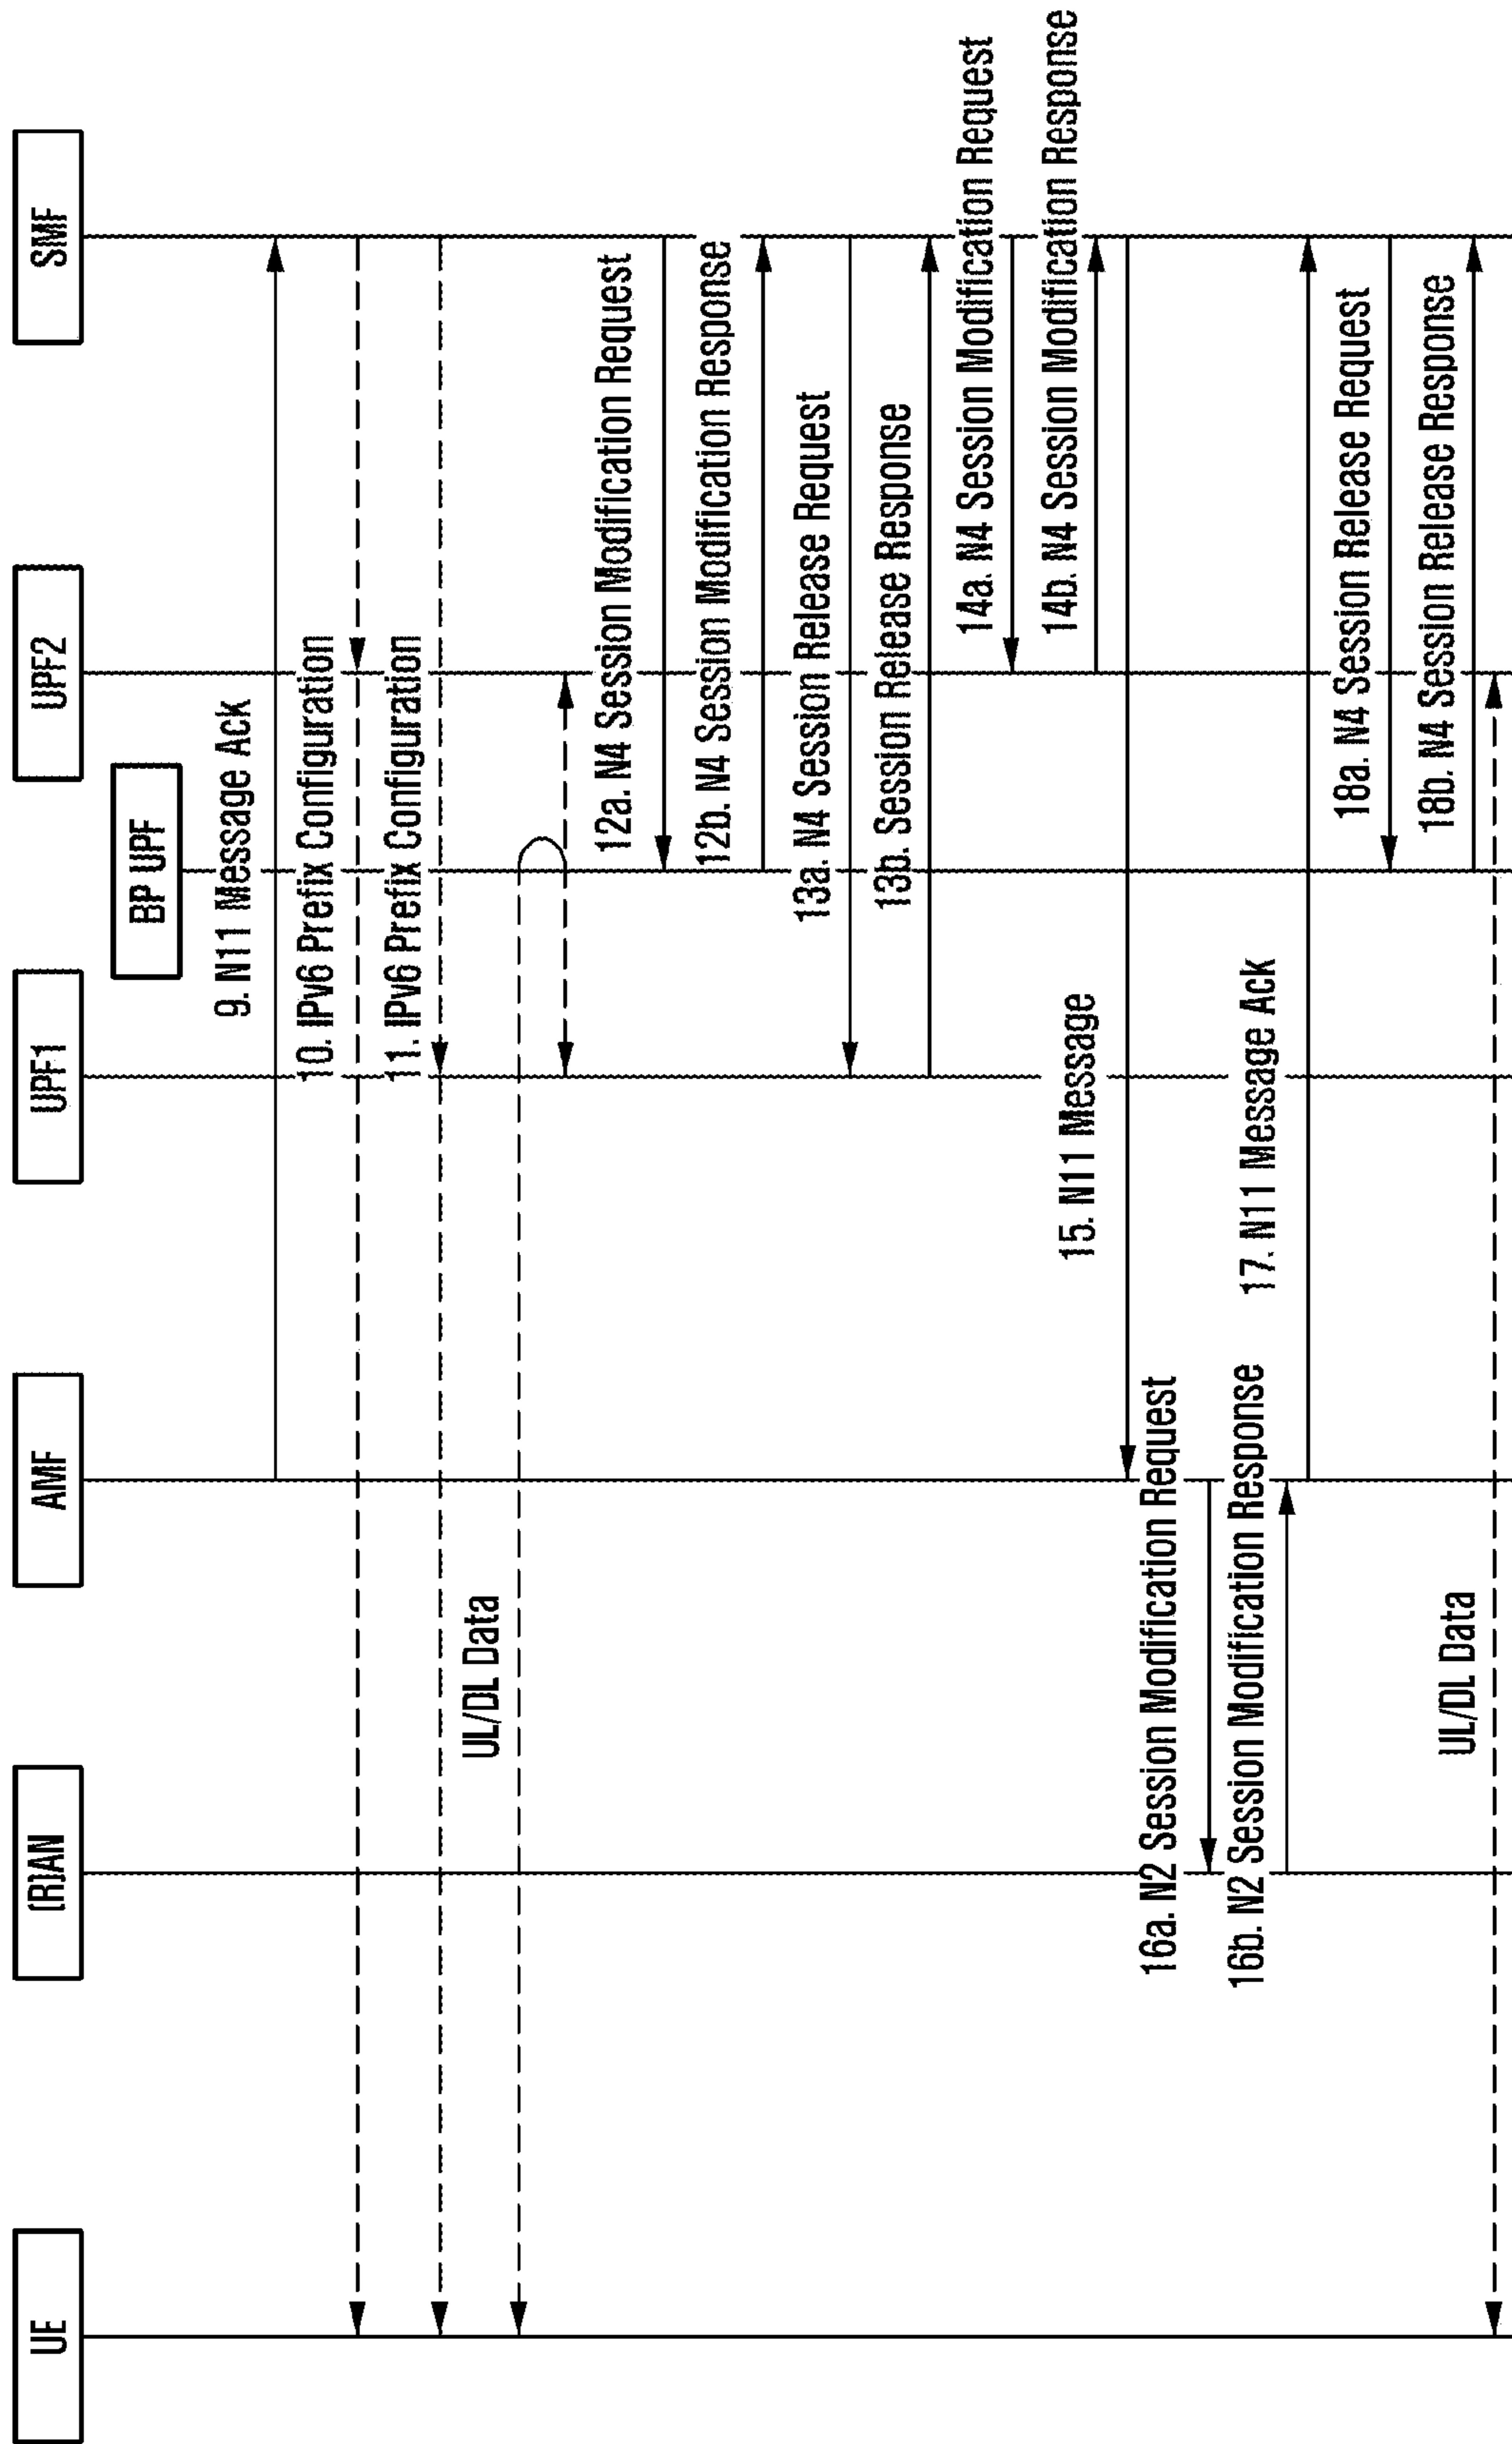 UE
(R)AN
AMF
UPF1
BP UPF
UPF2
SMF
9. N11 Message Ack
10. IPv6 Prefix Configuration
11. IPv6 Prefix Configuration
UL/DL Data
12a. N4 Session Modification Request
12b. N4 Session Modification Response
13a. N4 Session Release Request
13b. Session Release Response
14a. N4 Session Modification Request
14b. N4 Session Modification Response
15. N11 Message
16a. N2 Session Modification Request
16b. N2 Session Modification Response
17. N11 Message Ack
18a. N4 Session Release Request
18b. N4 Session Release Response
UL/DL Data